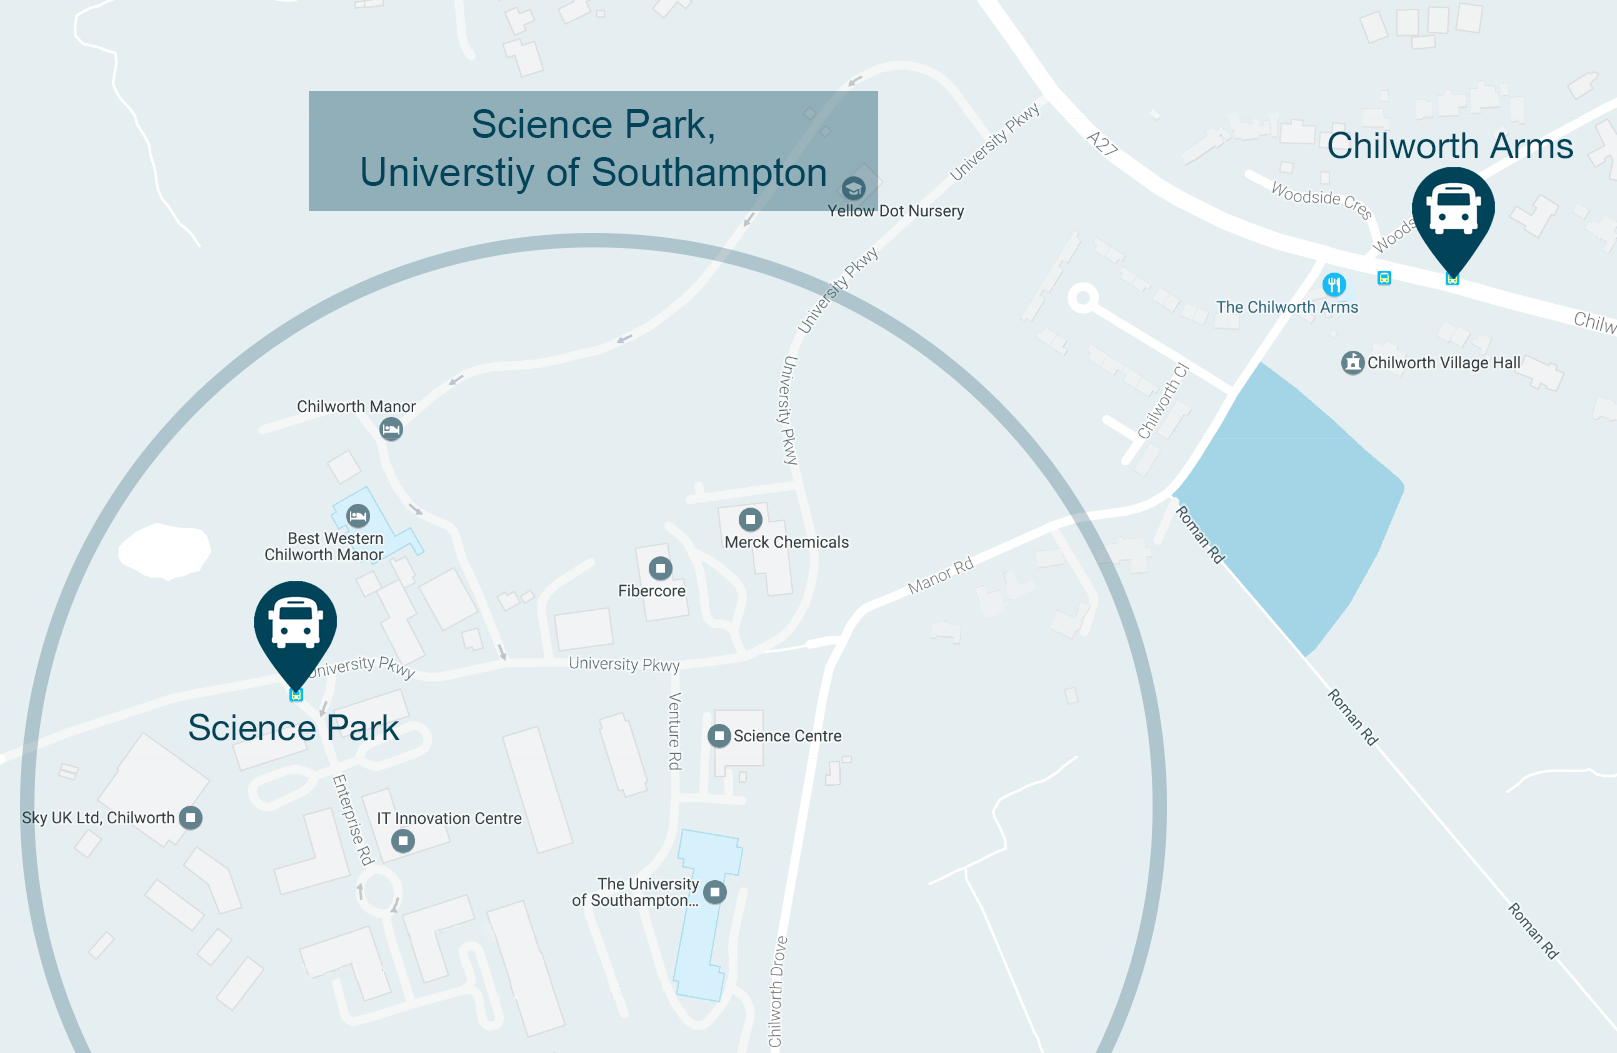 Science Park,
Universtiy of Southampton
Chilworth Arms
University Pkwy
A27
Woodside Cres
Woods
Yellow Dot Nursery
University Pkwy
The Chilworth Arms
Chilw
Chilworth Village Hall
University Pkwy
Chilworth Cl
Chilworth Manor
Best Western
Chilworth Manor
Merck Chemicals
Fibercore
Manor Rd
Roman Rd
University Pkwy
University Pkwy
Science Park
Venture Rd
Science Centre
Roman Rd
Enterprise Rd
Sky UK Ltd, Chilworth
IT Innovation Centre
The University
of Southampton...
Roman Rd
Chilworth Drove